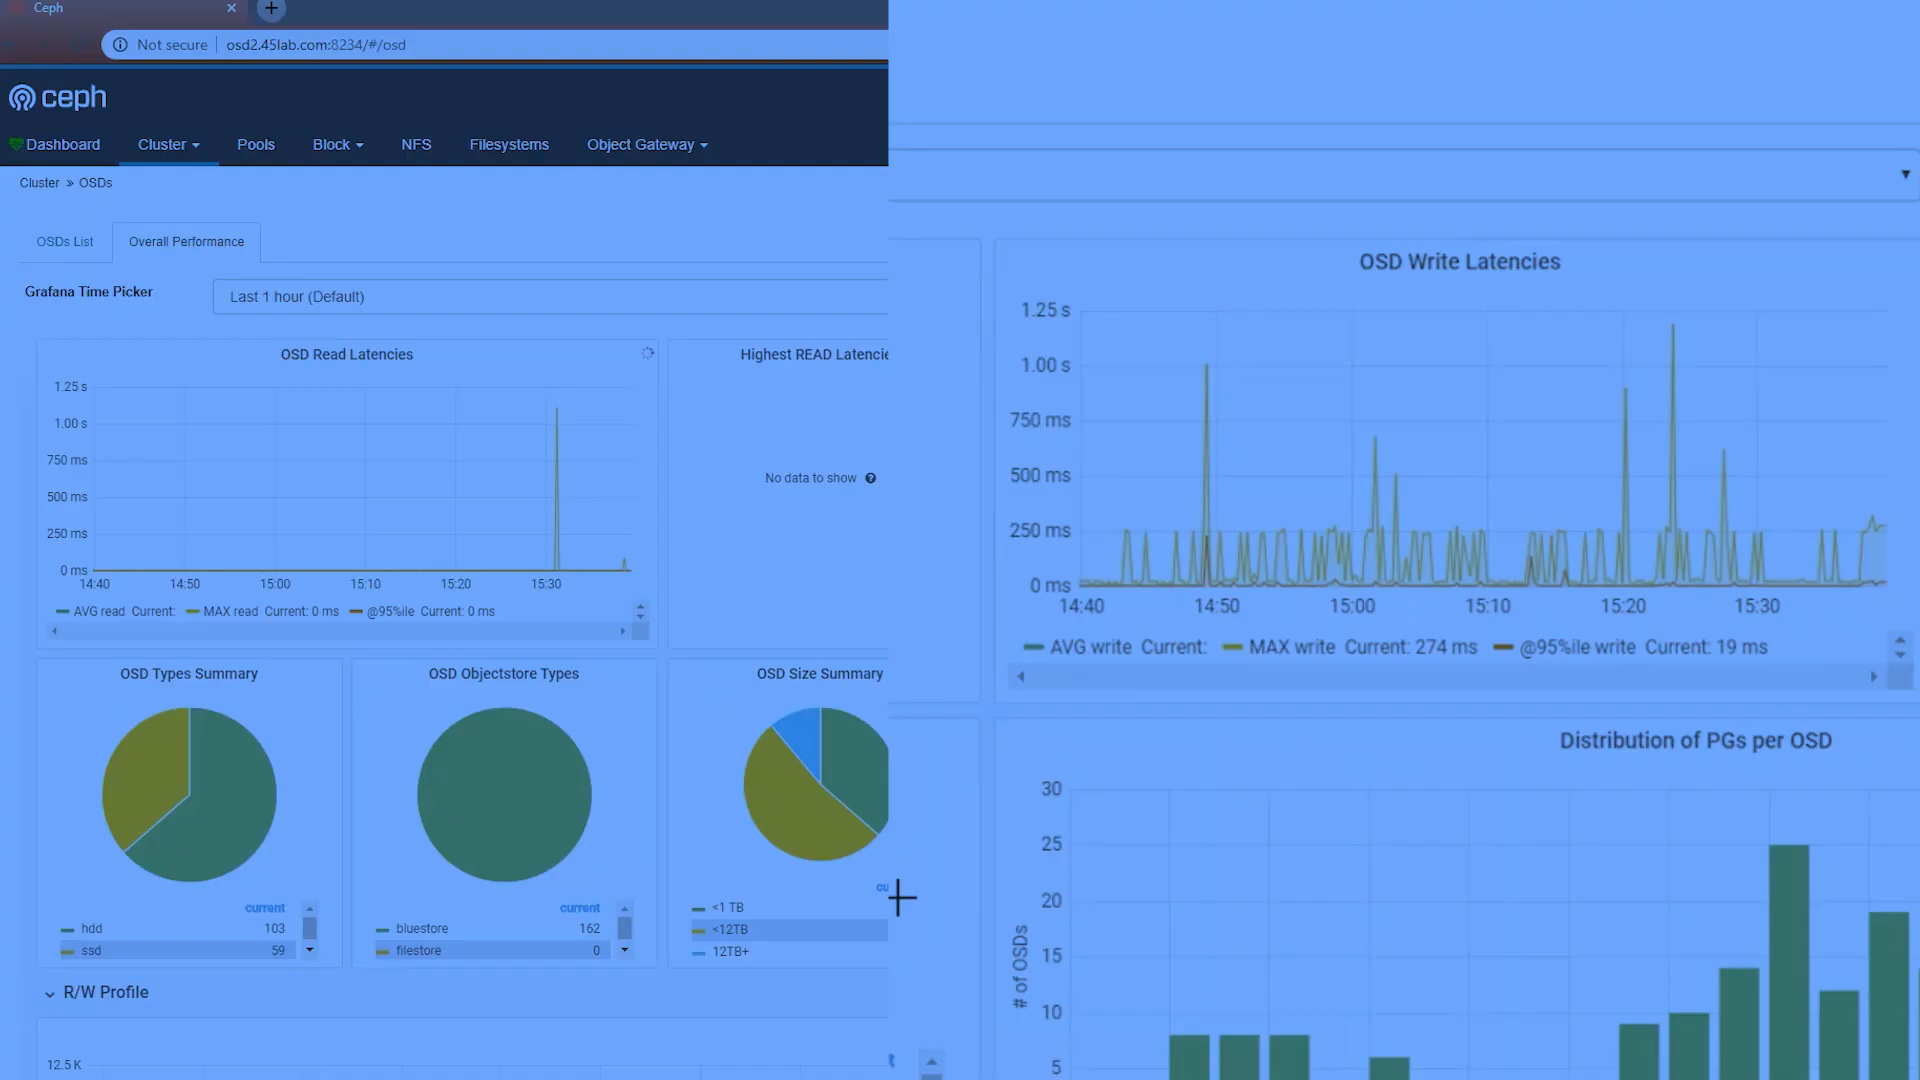 Ceph
Not secure
osd2.45lab.com:8234/#/osd
ceph
Dashboard Cluster Pools Block NFS Filesystems Object Gateway
Cluster » OSDs
OSDs List Overall Performance
Grafana Time Picker Last 1 hour (Default)
OSD Read Latencies
1.25 s
1.00 s
750 ms
500 ms
250 ms
0 ms
14:40 14:50 15:00 15:10 15:20 15:30
AVG read Current: MAX read Current: 0 ms @95%ile Current: 0 ms
Highest READ Latencie
No data to show
OSD Types Summary
current
hdd 103
ssd 59
OSD Objectstore Types
current
bluestore 162
filestore 0
OSD Size Summary
cu
<1 TB
<12TB
12TB+
R/W Profile
12.5 K
OSD Write Latencies
1.25 s
1.00 s
750 ms
500 ms
250 ms
0 ms
14:40 14:50 15:00 15:10 15:20 15:30
AVG write Current: MAX write Current: 274 ms @95%ile write Current: 19 ms
Distribution of PGs per OSD
# of OSDs
30
25
20
15
10
5